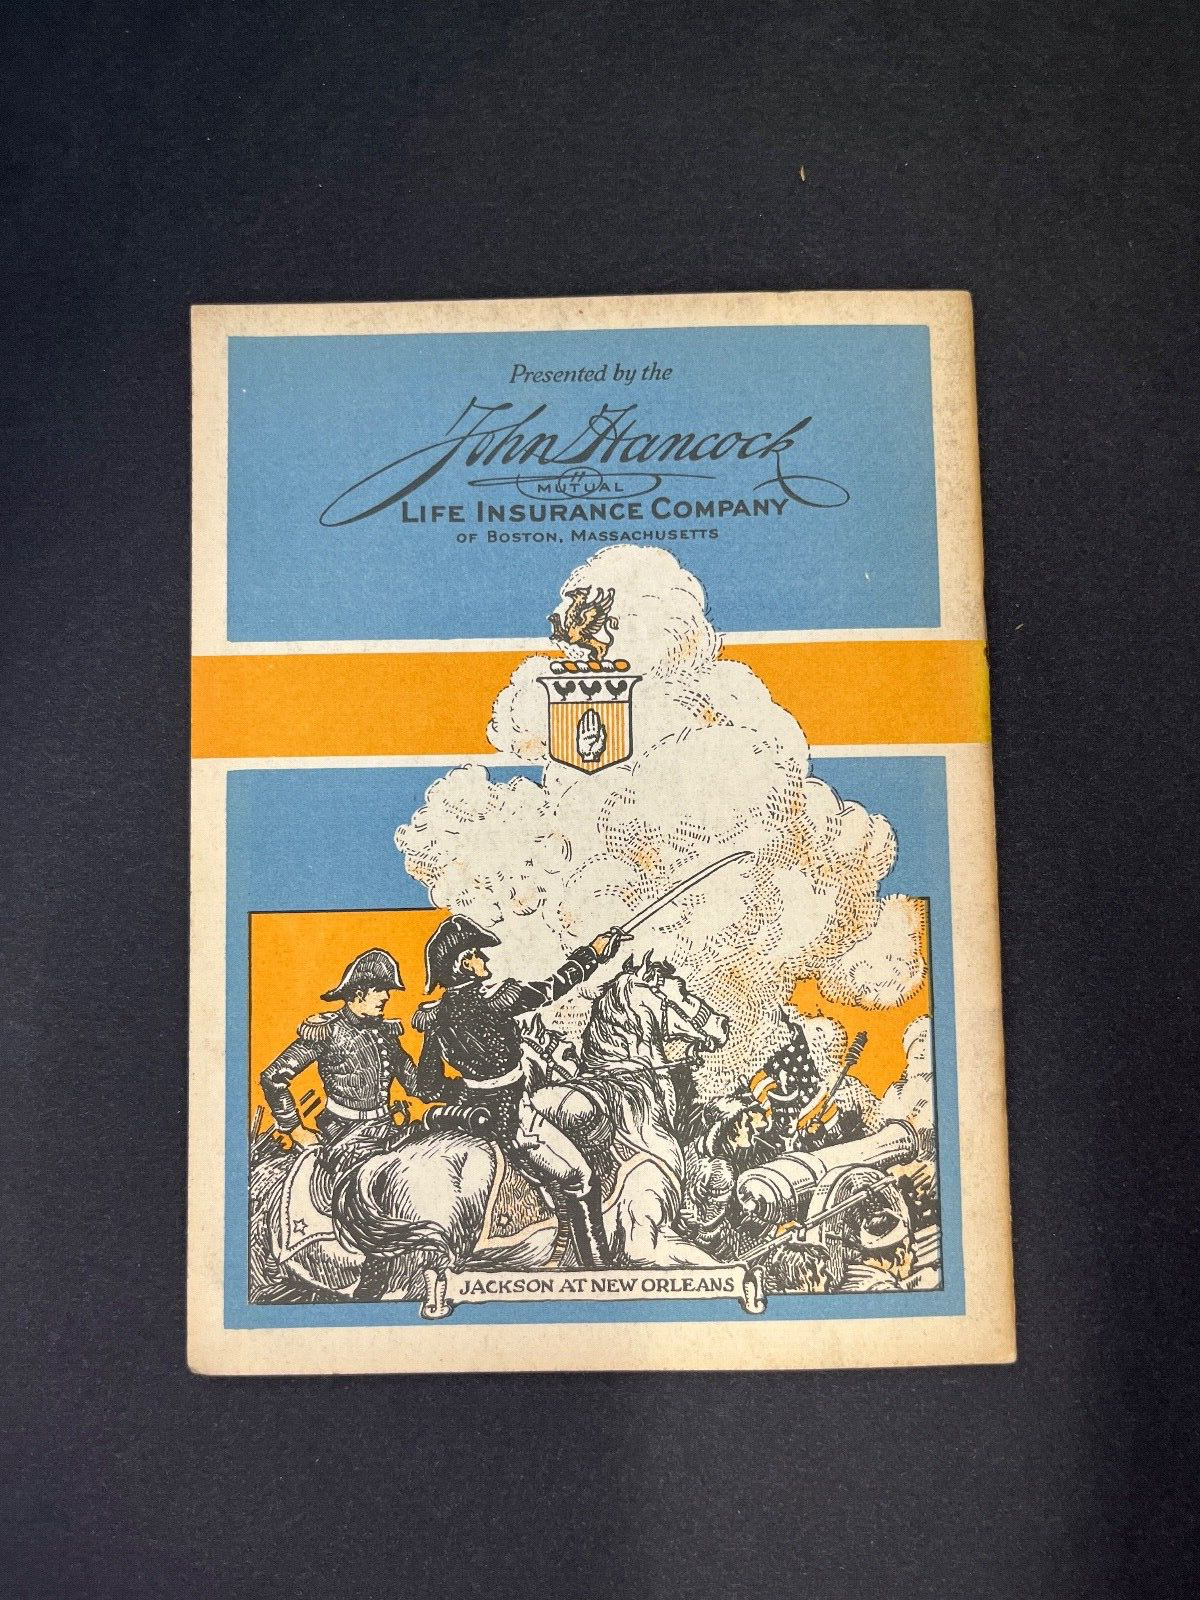 Presented by the
John Hancock
MUTUAL
LIFE INSURANCE COMPANY
OF BOSTON, MASSACHUSETTS
JACKSON AT NEW ORLEANS